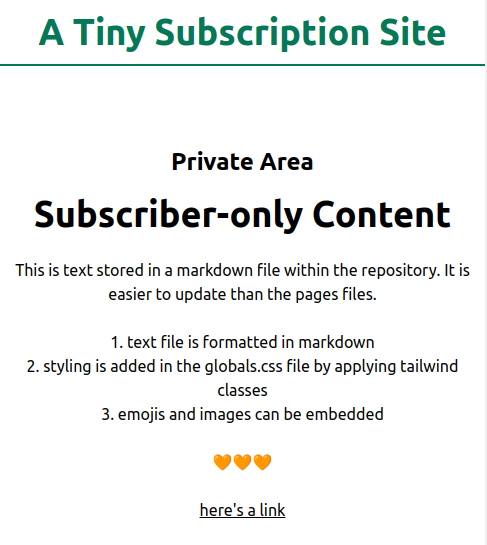 A Tiny Subscription Site
Private Area
Subscriber-only Content
This is text stored in a markdown file within the repository. It is
easier to update than the pages files.
1. text file is formatted in markdown
2. styling is added in the globals.css file by applying tailwind
classes
3. emojis and images can be embedded
🧡🧡🧡
here's a link